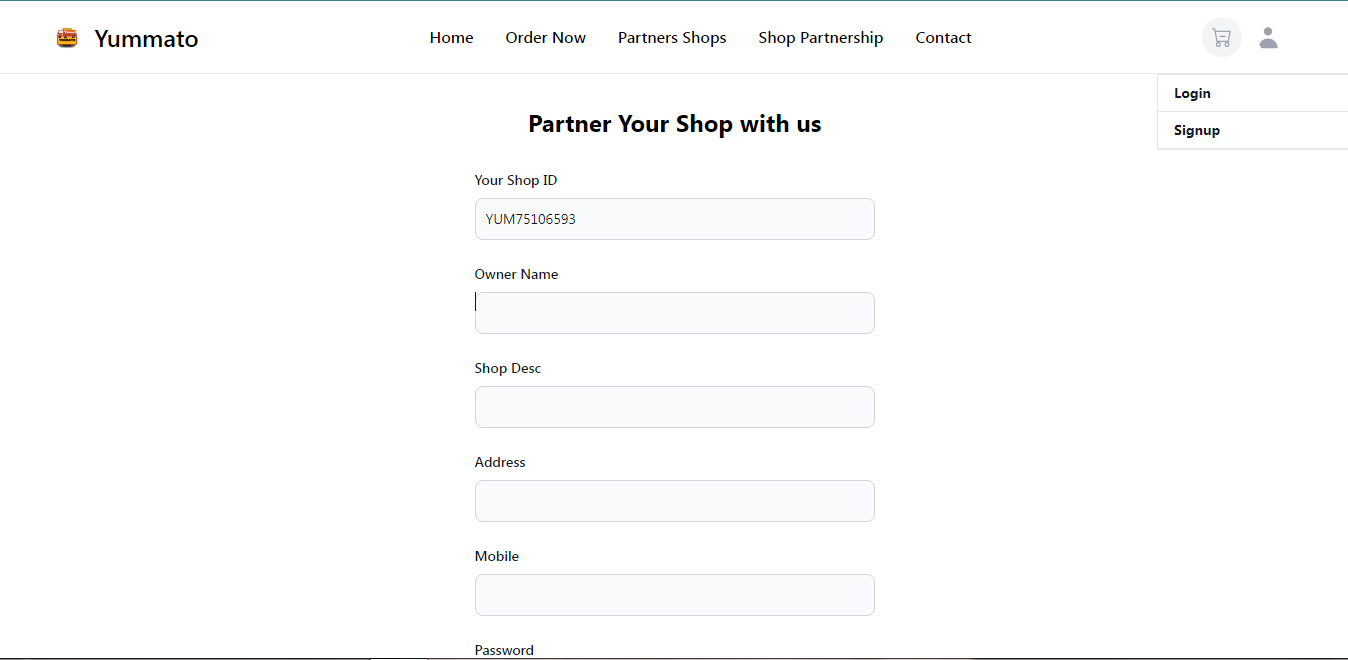 Yummato
Home Order Now Partners Shops Shop Partnership Contact
Login
Signup
Partner Your Shop with us
Your Shop ID
YUM75106593
Owner Name
Shop Desc
Address
Mobile
Password